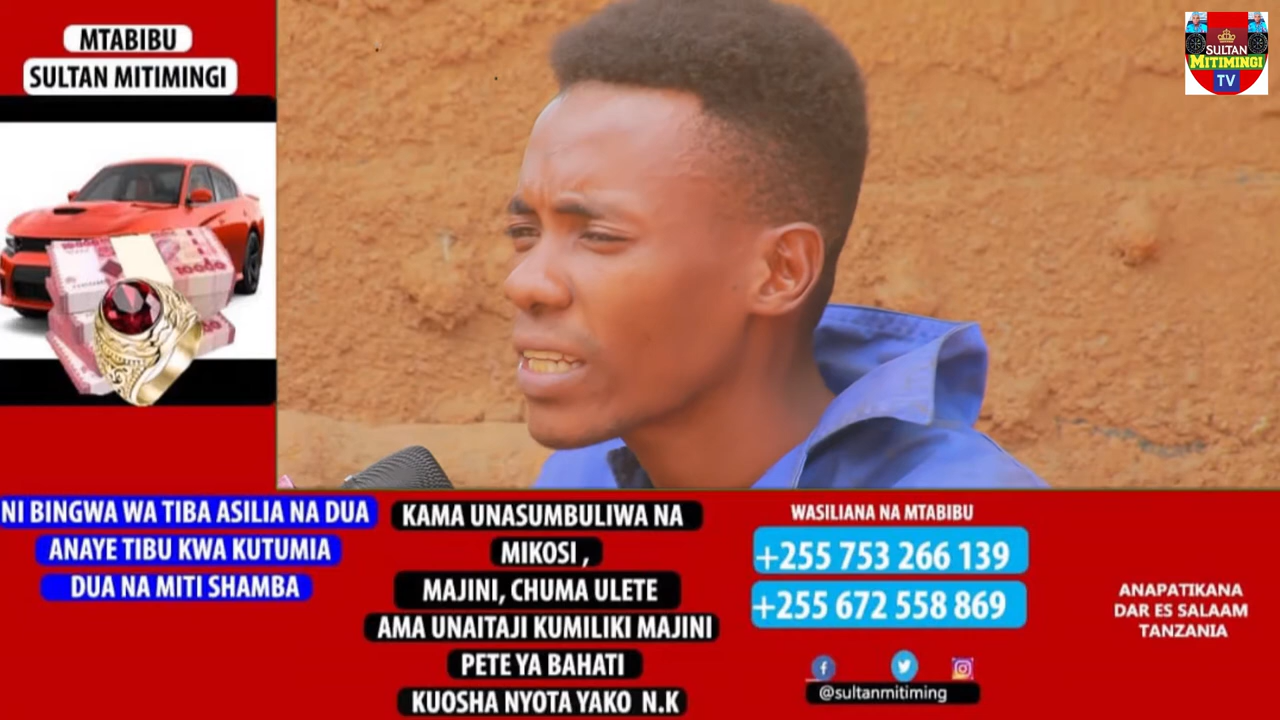 MTABIBU
SULTAN MITIMINGI
SULTAN
MITIMINGI
TV
10000
NI BINGWA WA TIBA ASILIA NA DUA
ANAYE TIBU KWA KUTUMIA
DUA NA MITI SHAMBA
KAMA UNASUMBULIWA NA
MIKOSI ,
MAJINI, CHUMA ULETE
AMA UNAITAJI KUMILIKI MAJINI
PETE YA BAHATI
KUOSHA NYOTA YAKO N.K
WASILIANA NA MTABIBU
+255 753 266 139
+255 672 558 869
@sultanmitiming
ANAPATIKANA
DAR ES SALAAM
TANZANIA